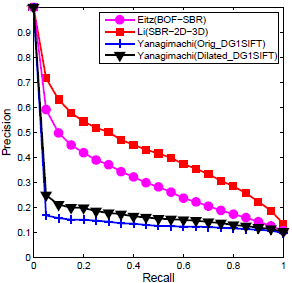 Eitz(BOF-SBR)
Li(SBR-2D-3D)
Yanagimachi(Orig_DG1SIFT)
Yanagimachi(Dilated_DG1SIFT)
0.9
0.8
0.7
0.6
0.5
0.4
0.3
0.2
0.1
0
0 0.2 0.4 0.6 0.8 1
Precision
Recall